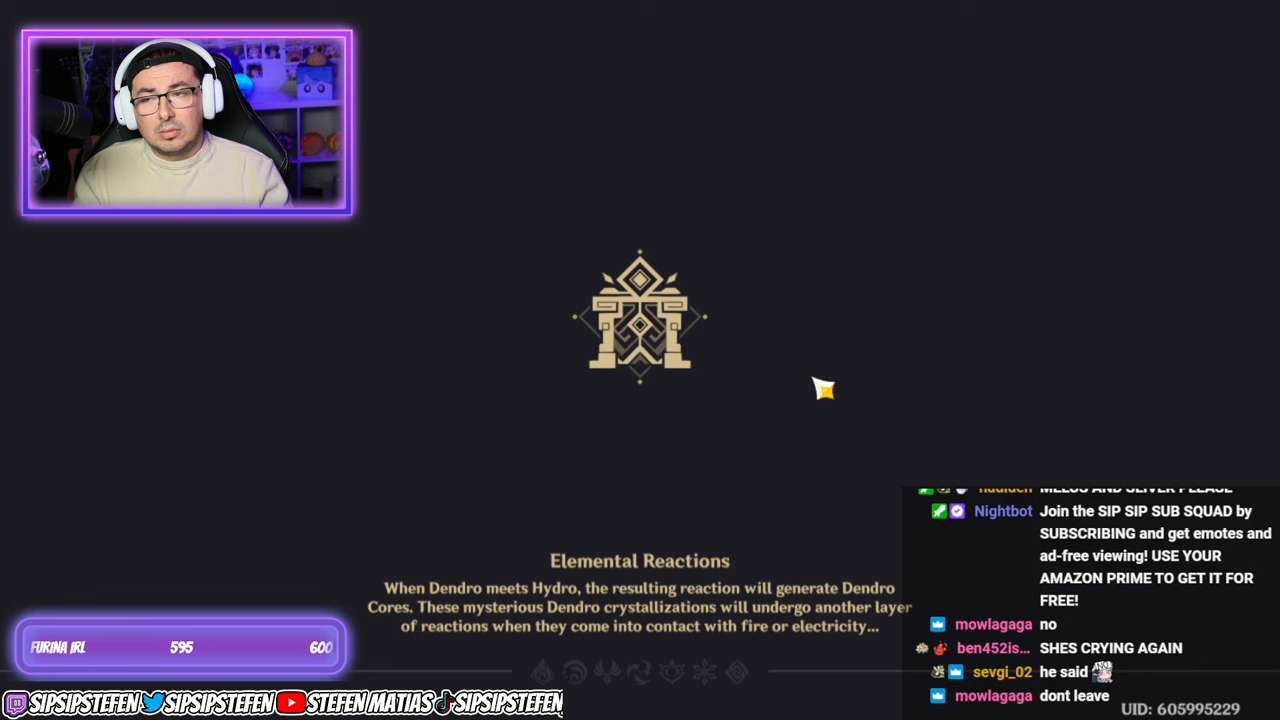 Elemental Reactions
When Dendro meets Hydro, the resulting reaction will generate Dendro
Cores. These mysterious Dendro crystallizations will undergo another layer
of reactions when they come into contact with fire or electricity...
Nightbot Join the SIP SIP SUB SQUAD by
SUBSCRIBING and get emotes and
ad-free viewing! USE YOUR
AMAZON PRIME TO GET IT FOR
FREE!
mowlagaga no
ben452is... SHES CRYING AGAIN
sevgi_02 he said
mowlagaga dont leave
UID: 605995229
FURINA IRL 595 600
SIPSIPSTEFEN SIPSIPSTEFEN STEFEN MATIAS SIPSIPSTEFEN